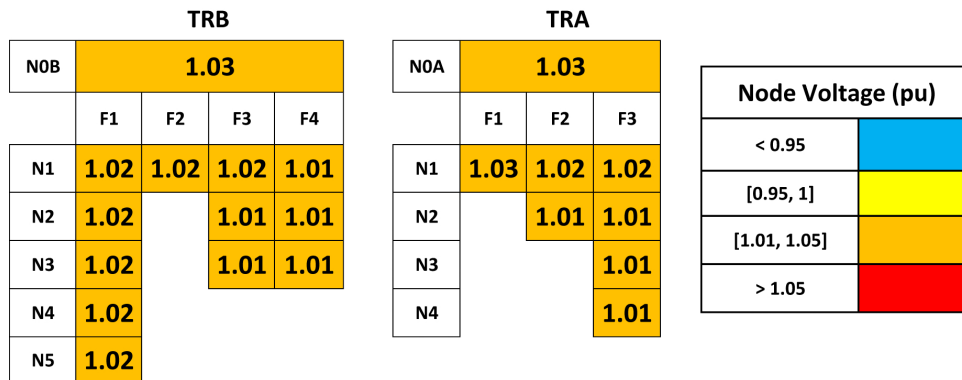 TRB
N0B 1.03
F1 F2 F3 F4
N1 1.02 1.02 1.02 1.01
N2 1.02 1.01 1.01
N3 1.02 1.01 1.01
N4 1.02
N5 1.02
TRA
N0A 1.03
F1 F2 F3
N1 1.03 1.02 1.02
N2 1.01 1.01
N3 1.01
N4 1.01
Node Voltage (pu)
< 0.95
[0.95, 1]
[1.01, 1.05]
> 1.05